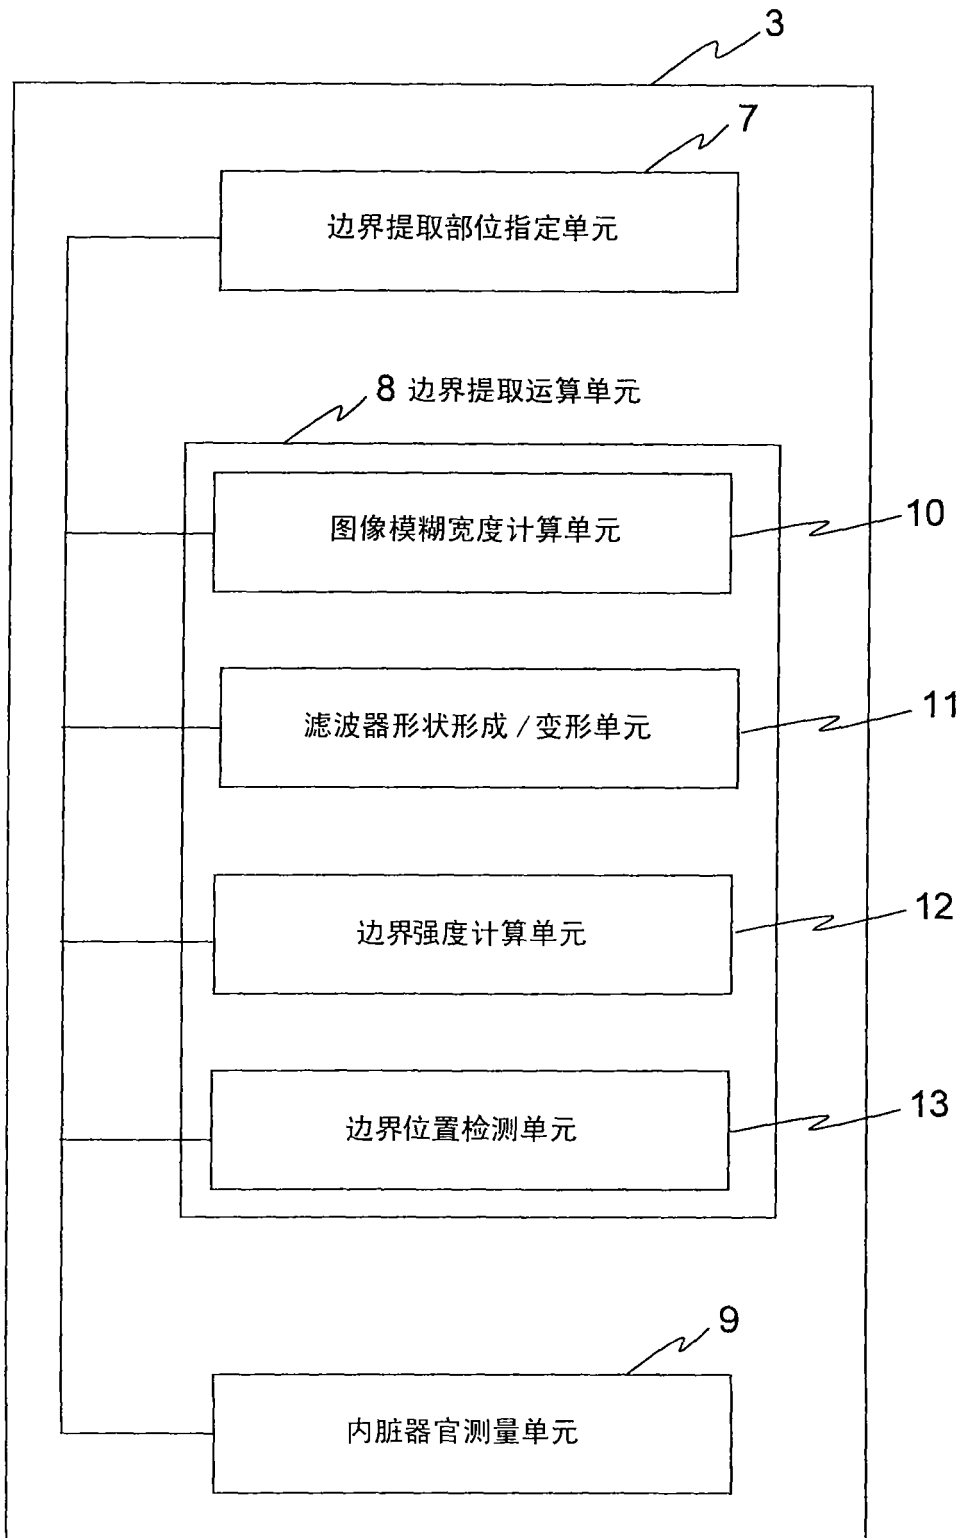 3
7
边界提取部位指定单元
8 边界提取运算单元
图像模糊宽度计算单元
10
滤波器形状形成/变形单元
11
边界强度计算单元
12
边界位置检测单元
13
9
内脏器官测量单元